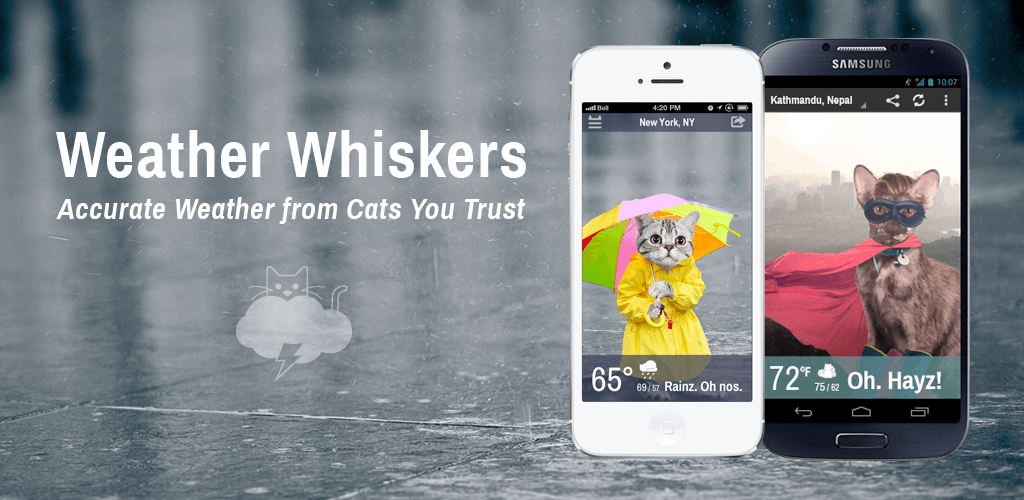 Weather Whiskers
Accurate Weather from Cats You Trust
Bell
4:20 PM
New York, NY
65°
69 / 57
Rainz. Oh nos.
SAMSUNG
10:07
Kathmandu, Nepal
72°F
75 / 62
Oh. Hayz!